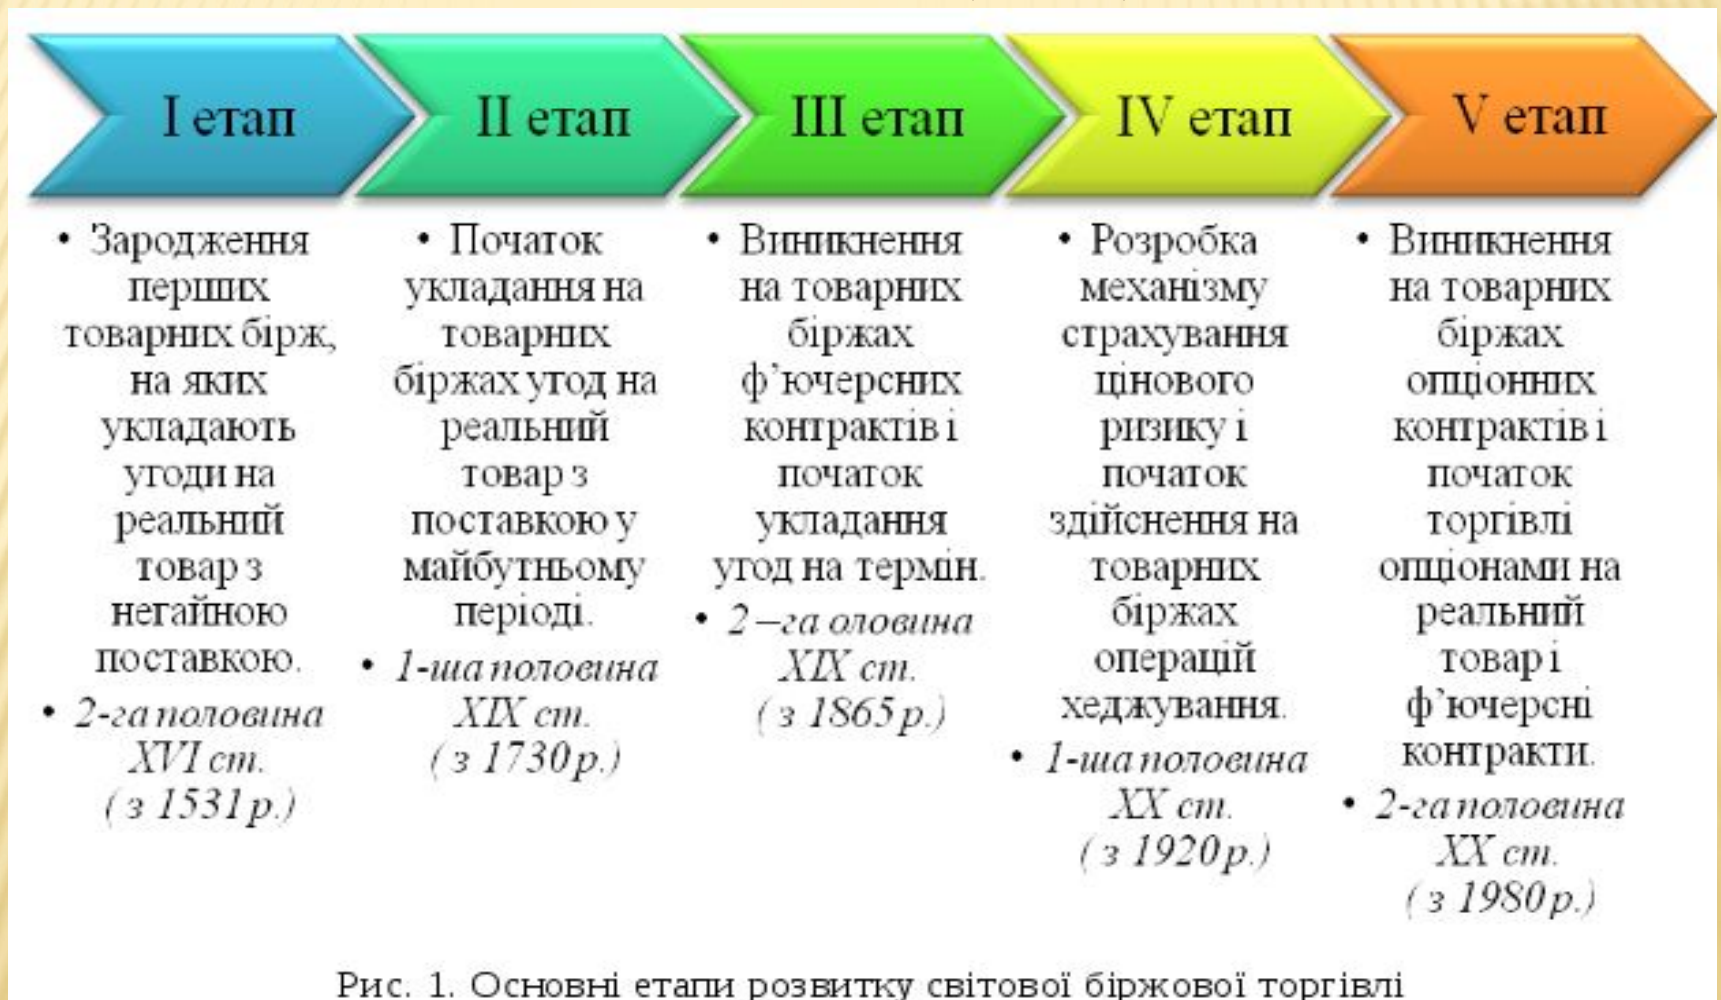 I етап
II етап
III етап
IV етап
V етап
• Зародження
перших
товарних бірж,
на яких
укладають
угоди на
реальний
товар з
негайною
поставкою.
• 2-га половина
XVI ст.
( з 1531 р.)
• Початок
укладання на
товарних
біржах угод на
реальний
товар з
поставкою у
майбутньому
періоді.
• 1-ша половина
XIX ст.
( з 1730 р.)
• Виникнення
на товарних
біржах
ф’ючерсних
контрактів і
початок
укладання
угод на термін.
• 2 –га оловина
XIX ст.
( з 1865 р.)
• Розробка
механізму
страхування
цінового
ризику і
початок
здійснення на
товарних
біржах
операцій
хеджування.
• 1-ша половина
XX ст.
( з 1920 р.)
• Виникнення
на товарних
біржах
опціонних
контрактів і
початок
торгівлі
опціонами на
реальний
товар і
ф’ючерсні
контракти.
• 2-га половина
XX ст.
( з 1980 р.)
Рис. 1. Основні етапи розвитку світової біржової торгівлі